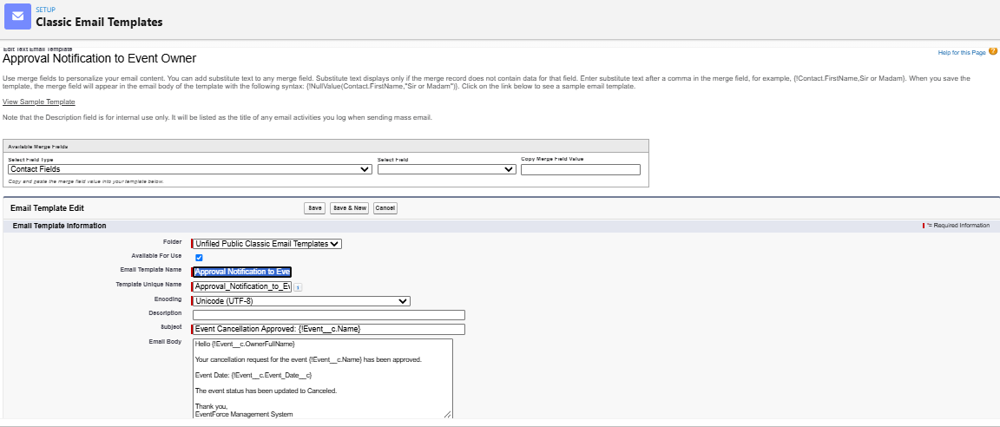 SETUP
Classic Email Templates
Edit Text Email Template
Approval Notification to Event Owner
Help for this Page
Use merge fields to personalize your email content. You can add substitute text to any merge field. Substitute text displays only if the merge record does not contain data for that field. Enter substitute text after a comma in the merge field, for example, {!Contact.FirstName,Sir or Madam}. When you save the
template, the merge field will appear in the email body of the template with the following syntax: {!NullValue(Contact.FirstName,"Sir or Madam")}. Click on the link below to see a sample email template.
View Sample Template
Note that the Description field is for internal use only. It will be listed as the title of any email activities you log when sending mass email.
Available Merge Fields
Select Field Type Select Field Copy Merge Field Value
Contact Fields
Copy and paste the merge field value into your template below.
Email Template Edit Save Save & New Cancel
Email Template Information *= Required Information
Folder Unfiled Public Classic Email Templates
Available For Use
Email Template Name Approval Notification to Eve
Template Unique Name Approval_Notification_to_Ev i
Encoding Unicode (UTF-8)
Description
Subject Event Cancellation Approved: {!Event__c.Name}
Email Body Hello {!Event__c.OwnerFullName}
Your cancellation request for the event {!Event__c.Name} has been approved.
Event Date: {!Event__c.Event_Date__c}
The event status has been updated to Canceled.
Thank you,
EventForce Management System